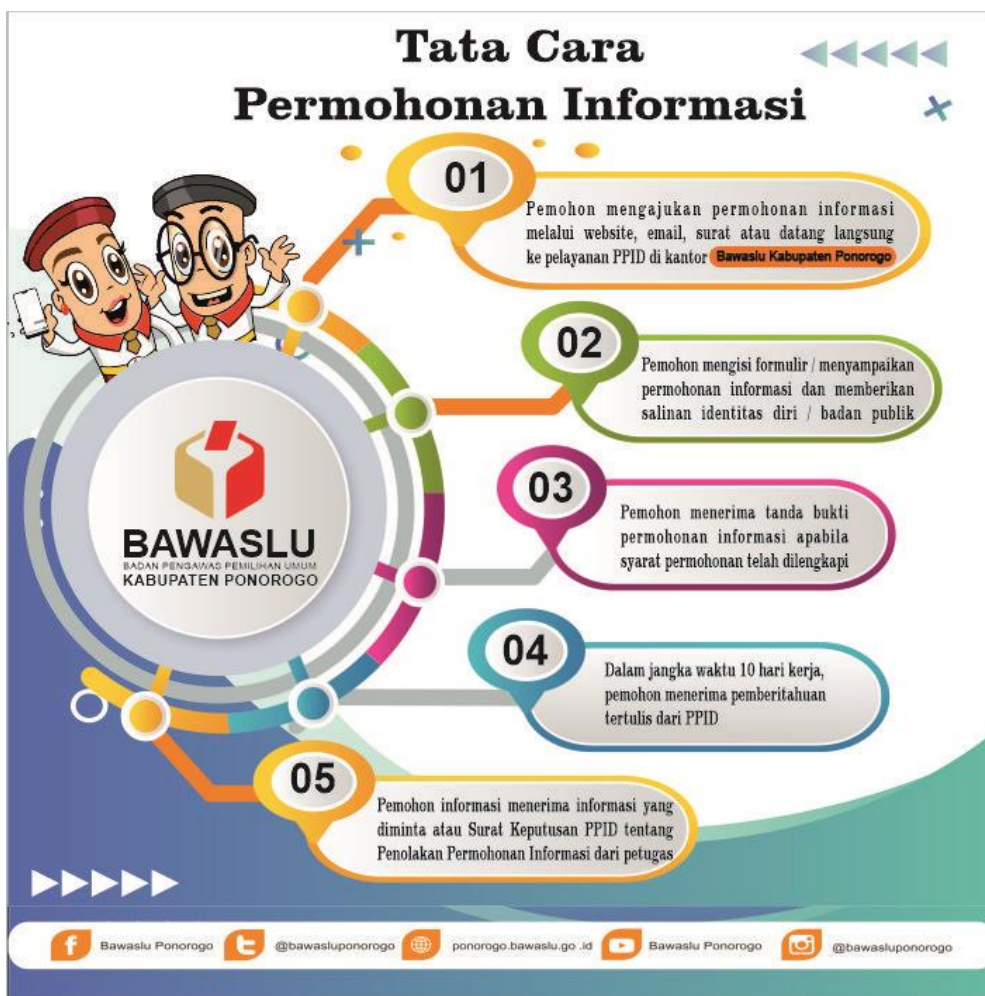 Tata Cara
Permohonan Informasi
01
Pemohon mengajukan permohonan informasi
melalui website, email, surat atau datang langsung
ke pelayanan PPID di kantor Bawaslu Kabupaten Ponorogo
02
Pemohon mengisi formulir / menyampaikan
permohonan informasi dan memberikan
salinan identitas diri / badan publik
03
Pemohon menerima tanda bukti
permohonan informasi apabila
syarat permohonan telah dilengkapi
BAWASLU
BADAN PENGAWAS PEMILIHAN UMUM
KABUPATEN PONOROGO
04
Dalam jangka waktu 10 hari kerja,
pemohon menerima pemberitahuan
tertulis dari PPID
05
Pemohon informasi menerima informasi yang
diminta atau Surat Keputusan PPID tentang
Penolakan Permohonan Informasi dari petugas
Bawaslu Ponorogo @bawasluponorogo ponorogo.bawaslu.go .id Bawaslu Ponorogo @bawasluponorogo